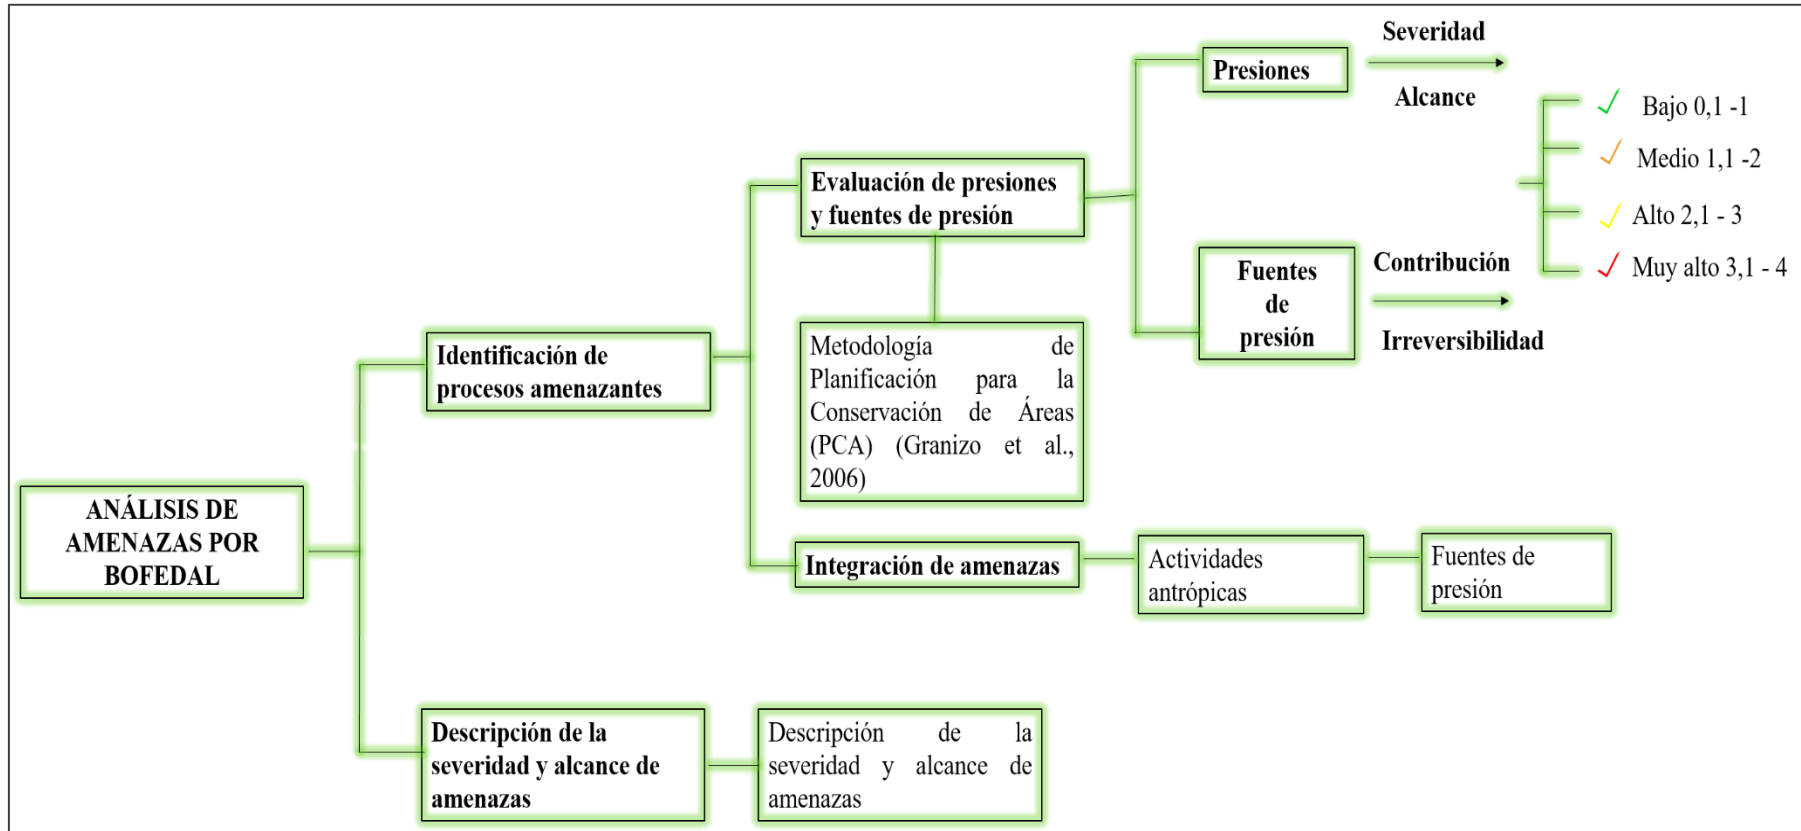 ANÁLISIS DE
AMENAZAS POR
BOFEDAL
Identificación de
procesos amenazantes
Evaluación de presiones
y fuentes de presión
Metodología de
Planificación para la
Conservación de Áreas
(PCA) (Granizo et al.,
2006)
Presiones
Severidad
Alcance
Fuentes
de
presión
Contribución
Irreversibilidad
Bajo 0,1 -1
Medio 1,1 -2
Alto 2,1 - 3
Muy alto 3,1 - 4
Integración de amenazas
Actividades
antrópicas
Fuentes de
presión
Descripción de la
severidad y alcance de
amenazas
Descripción de la
severidad y alcance de
amenazas